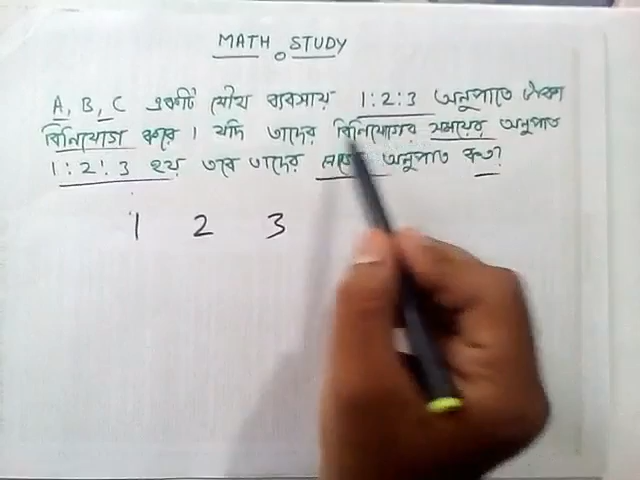 MATH STUDY
A, B, C একটি যৌথ ব্যবসায় 1:2:3 অনুপাতে টাকা
বিনিয়োগ করে। যদি তাদের বিনিয়োগের সময়ের অনুপাত
1:2:3 হয় তবে তাদের অনুপাত কত?
1 2 3